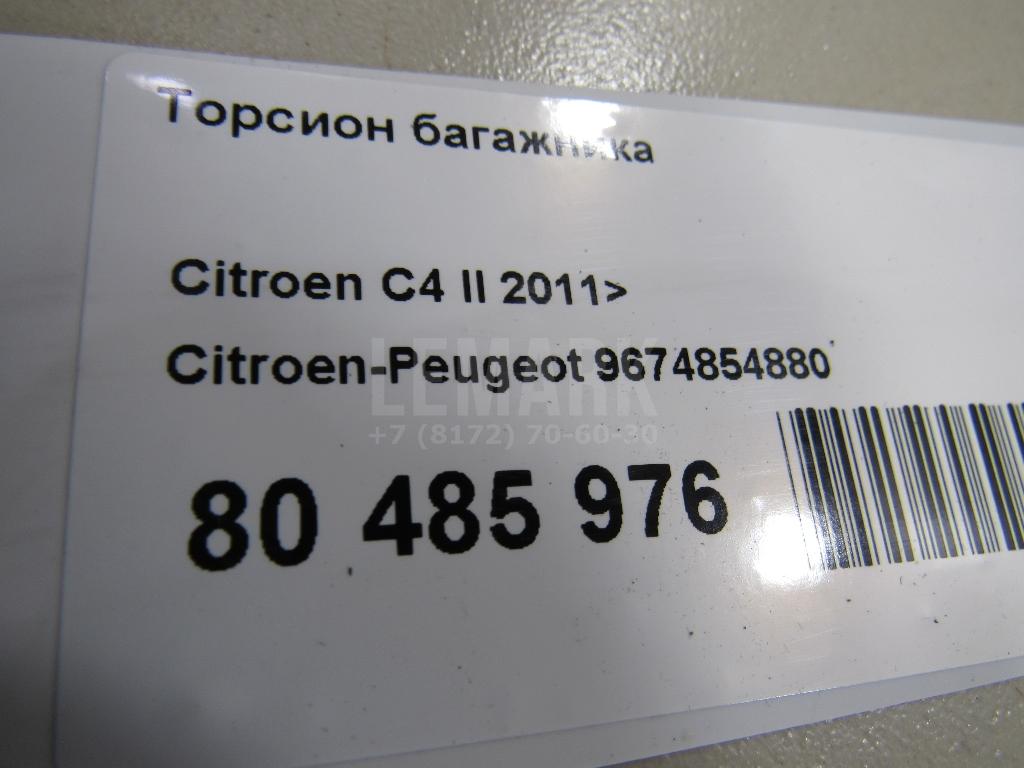 Торсион багажника
Citroen C4 II 2011>
Citroen-Peugeot 9674854880
LEMARK
+7 (8172) 70-60-30
80 485 976